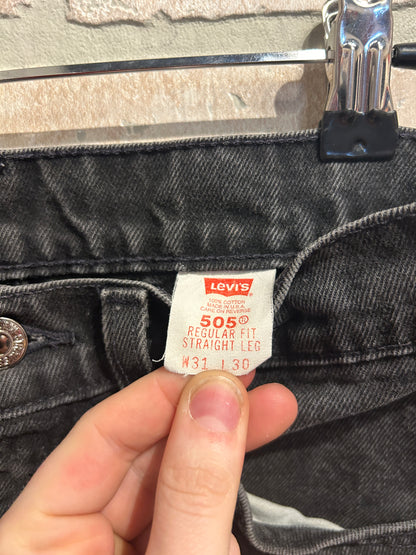 LEVI'S
100% COTTON
MADE IN U.S.A.
CARE ON REVERSE
505®
REGULAR FIT
STRAIGHT LEG
W31 L30